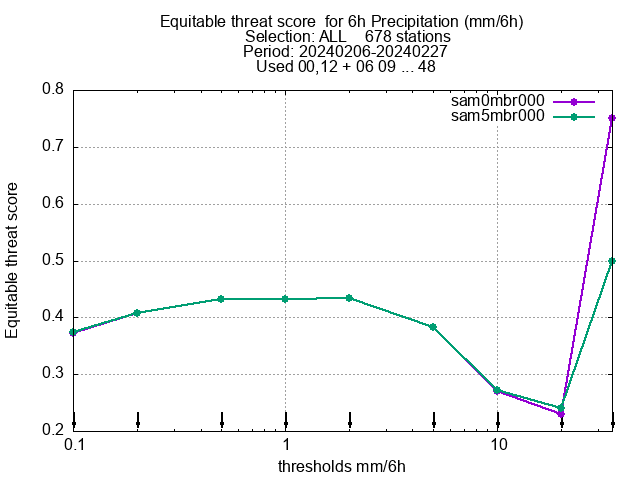 Equitable threat score  for 6h Precipitation (mm/6h)
Selection: ALL    678 stations
Period: 20240206-20240227
Used 00,12 + 06 09 ... 48
sam0mbr000
sam5mbr000
Equitable threat score
0.8
0.7
0.6
0.5
0.4
0.3
0.2
0.1
1
10
thresholds mm/6h